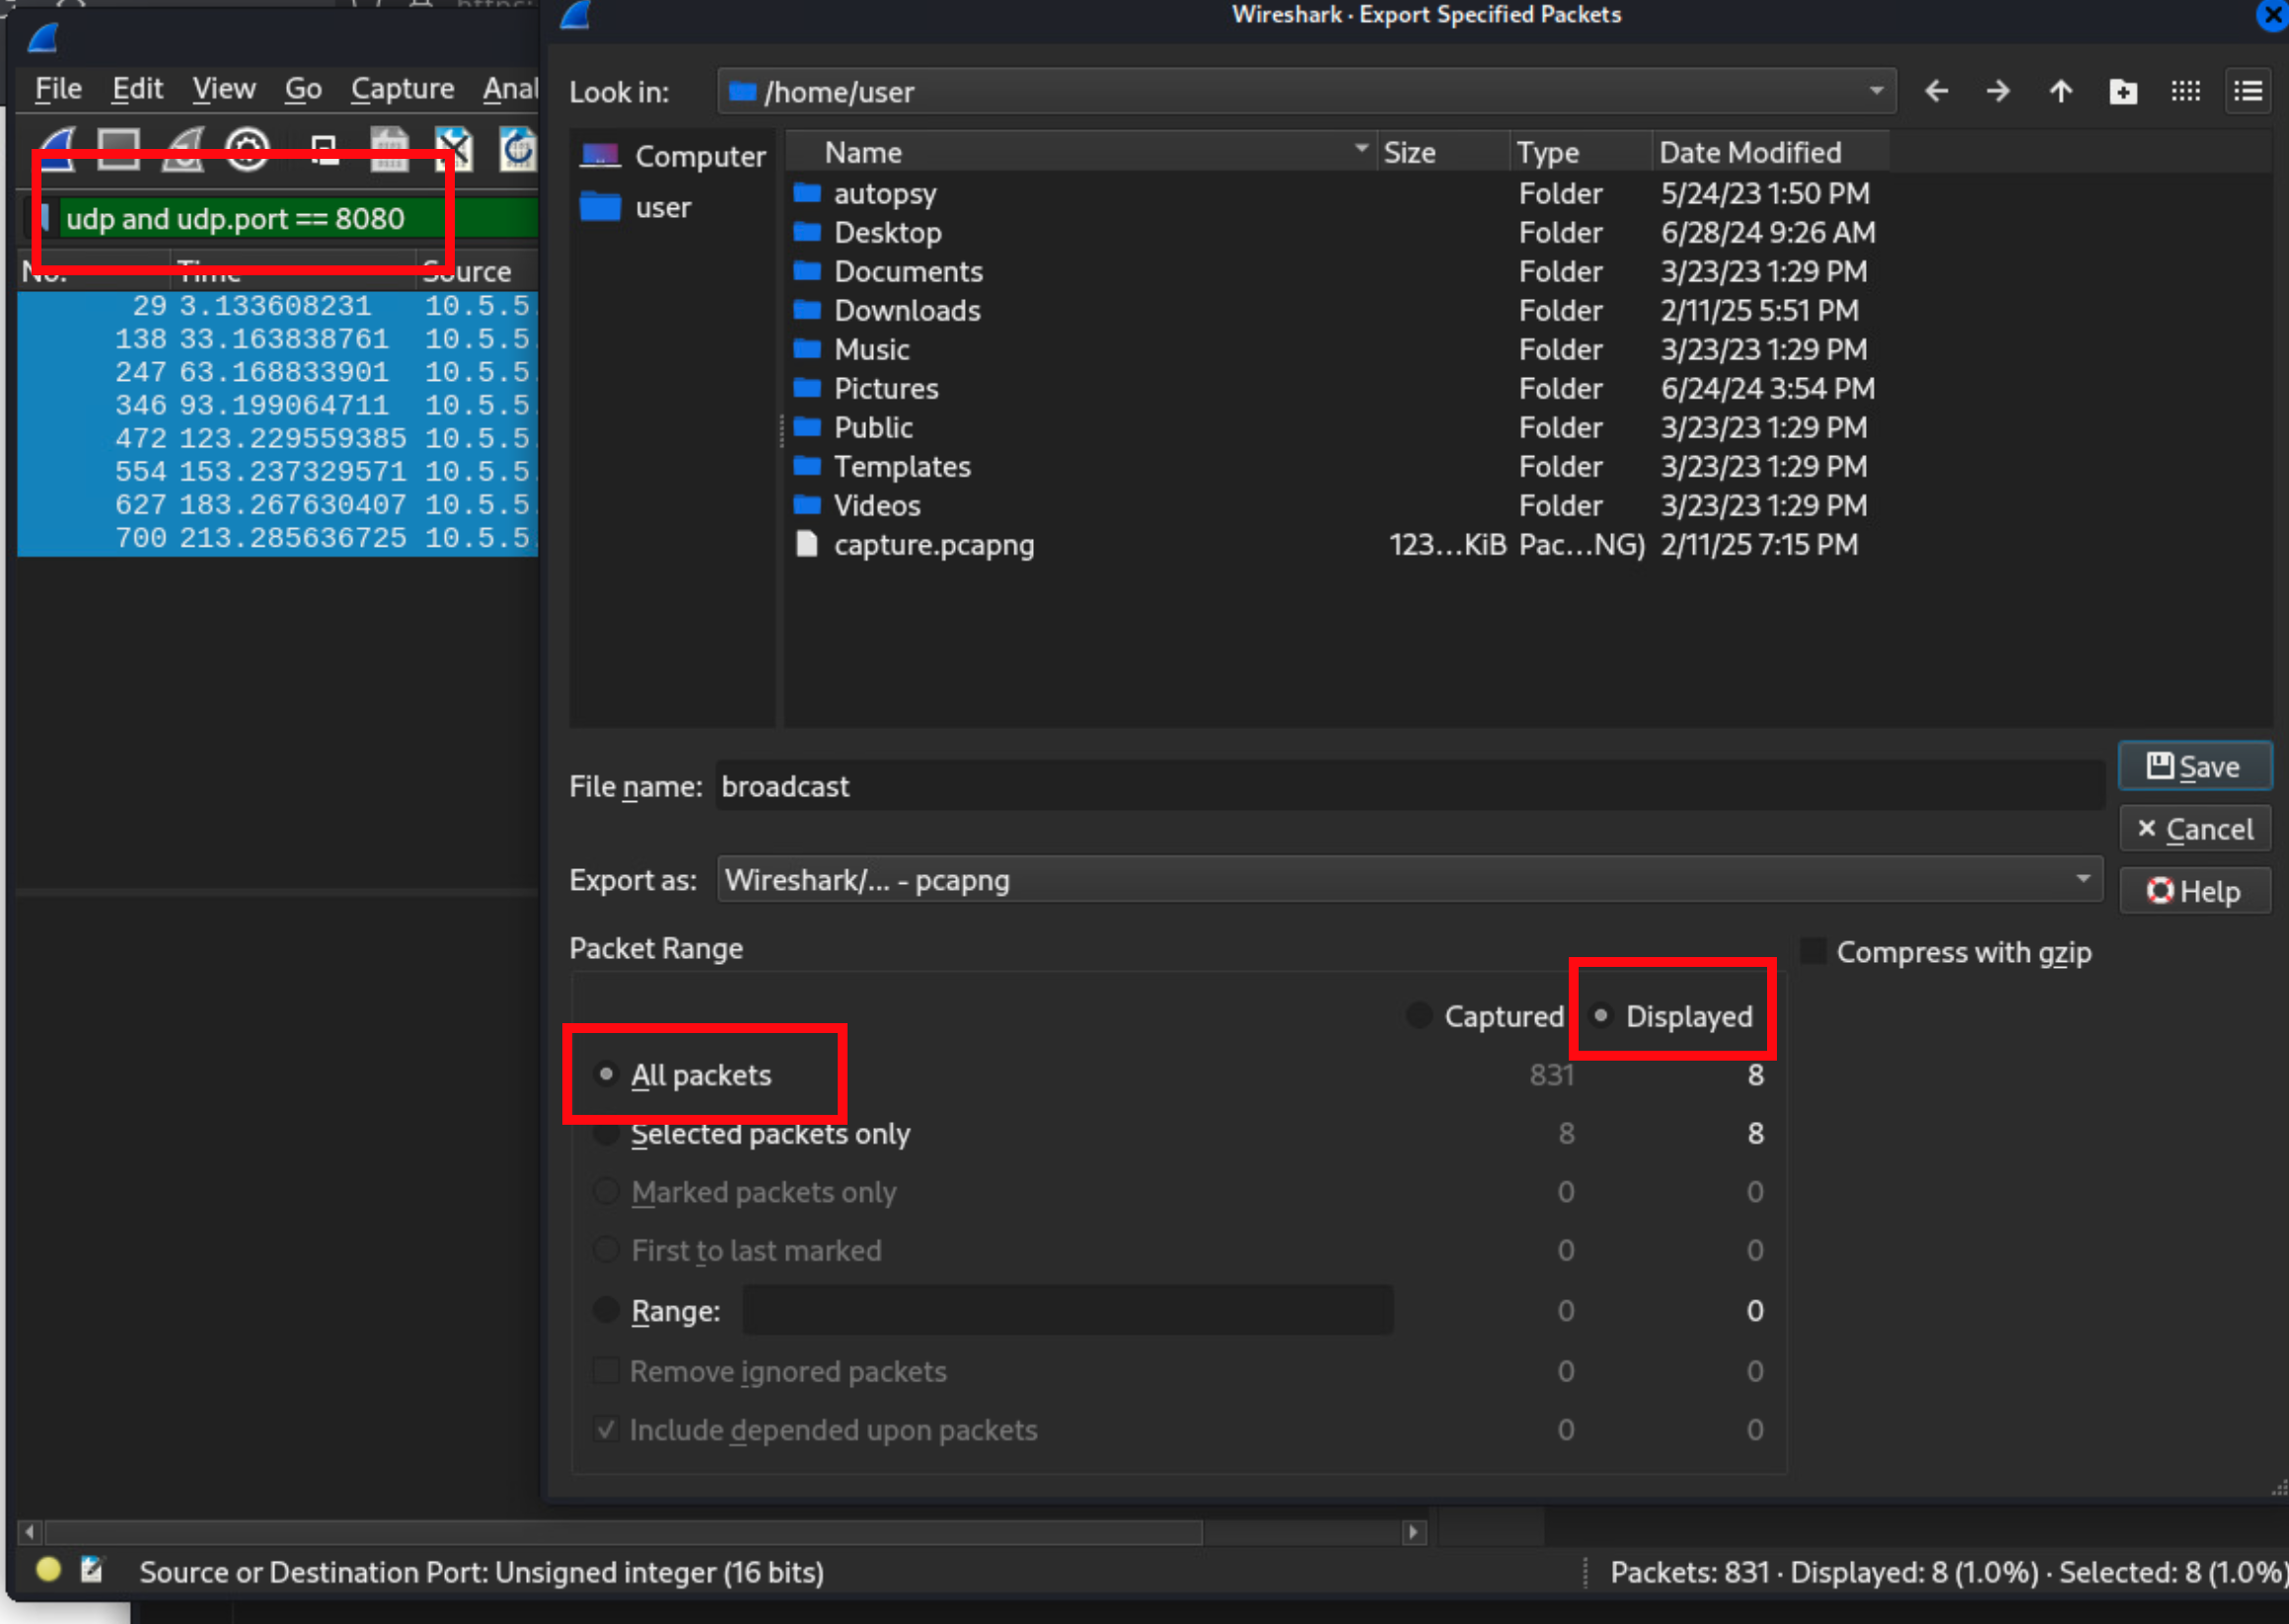 Wireshark · Export Specified Packets
File Edit View Go Capture Anal
udp and udp.port == 8080
No. Time Source
29 3.133608231 10.5.5.
138 33.163838761 10.5.5.
247 63.168833901 10.5.5.
346 93.199064711 10.5.5.
472 123.229559385 10.5.5.
554 153.237329571 10.5.5.
627 183.267630407 10.5.5.
700 213.285636725 10.5.5.
Look in: /home/user
Computer
user
Name Size Type Date Modified
autopsy Folder 5/24/23 1:50 PM
Desktop Folder 6/28/24 9:26 AM
Documents Folder 3/23/23 1:29 PM
Downloads Folder 2/11/25 5:51 PM
Music Folder 3/23/23 1:29 PM
Pictures Folder 6/24/24 3:54 PM
Public Folder 3/23/23 1:29 PM
Templates Folder 3/23/23 1:29 PM
Videos Folder 3/23/23 1:29 PM
capture.pcapng 123...KiB Pac...NG) 2/11/25 7:15 PM
File name: broadcast
Save
Cancel
Export as: Wireshark/... - pcapng
Help
Packet Range
Compress with gzip
Captured Displayed
All packets 831 8
Selected packets only 8 8
Marked packets only 0 0
First to last marked 0 0
Range: 0 0
Remove ignored packets 0 0
Include depended upon packets 0 0
Source or Destination Port: Unsigned integer (16 bits)
Packets: 831 · Displayed: 8 (1.0%) · Selected: 8 (1.0%)